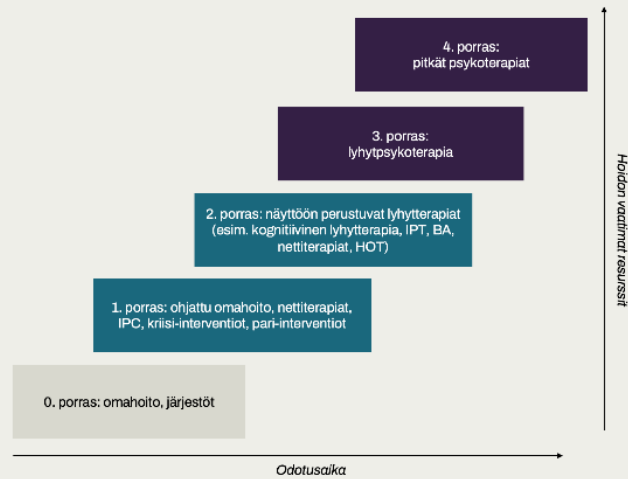 4. porras:
pitkät psykoterapiat
3. porras:
lyhytpsykoterapia
2. porras: näyttöön perustuvat lyhytterapiat
(esim. kognitiivinen lyhytterapia, IPT, BA,
nettiterapiat, HOT)
1. porras: ohjattu omahoito, nettiterapiat,
IPC, kriisi-interventiot, pari-interventiot
0. porras: omahoito, järjestöt
Hoidon vaatimat resurssit
Odotusaika